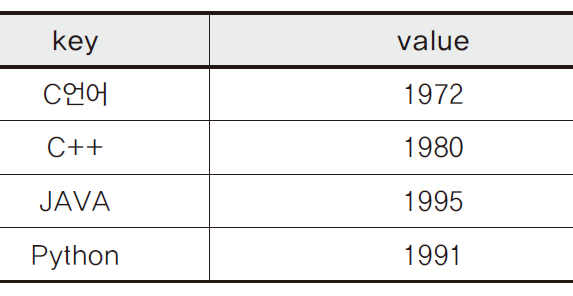 key value
C언어 1972
C++ 1980
JAVA 1995
Python 1991